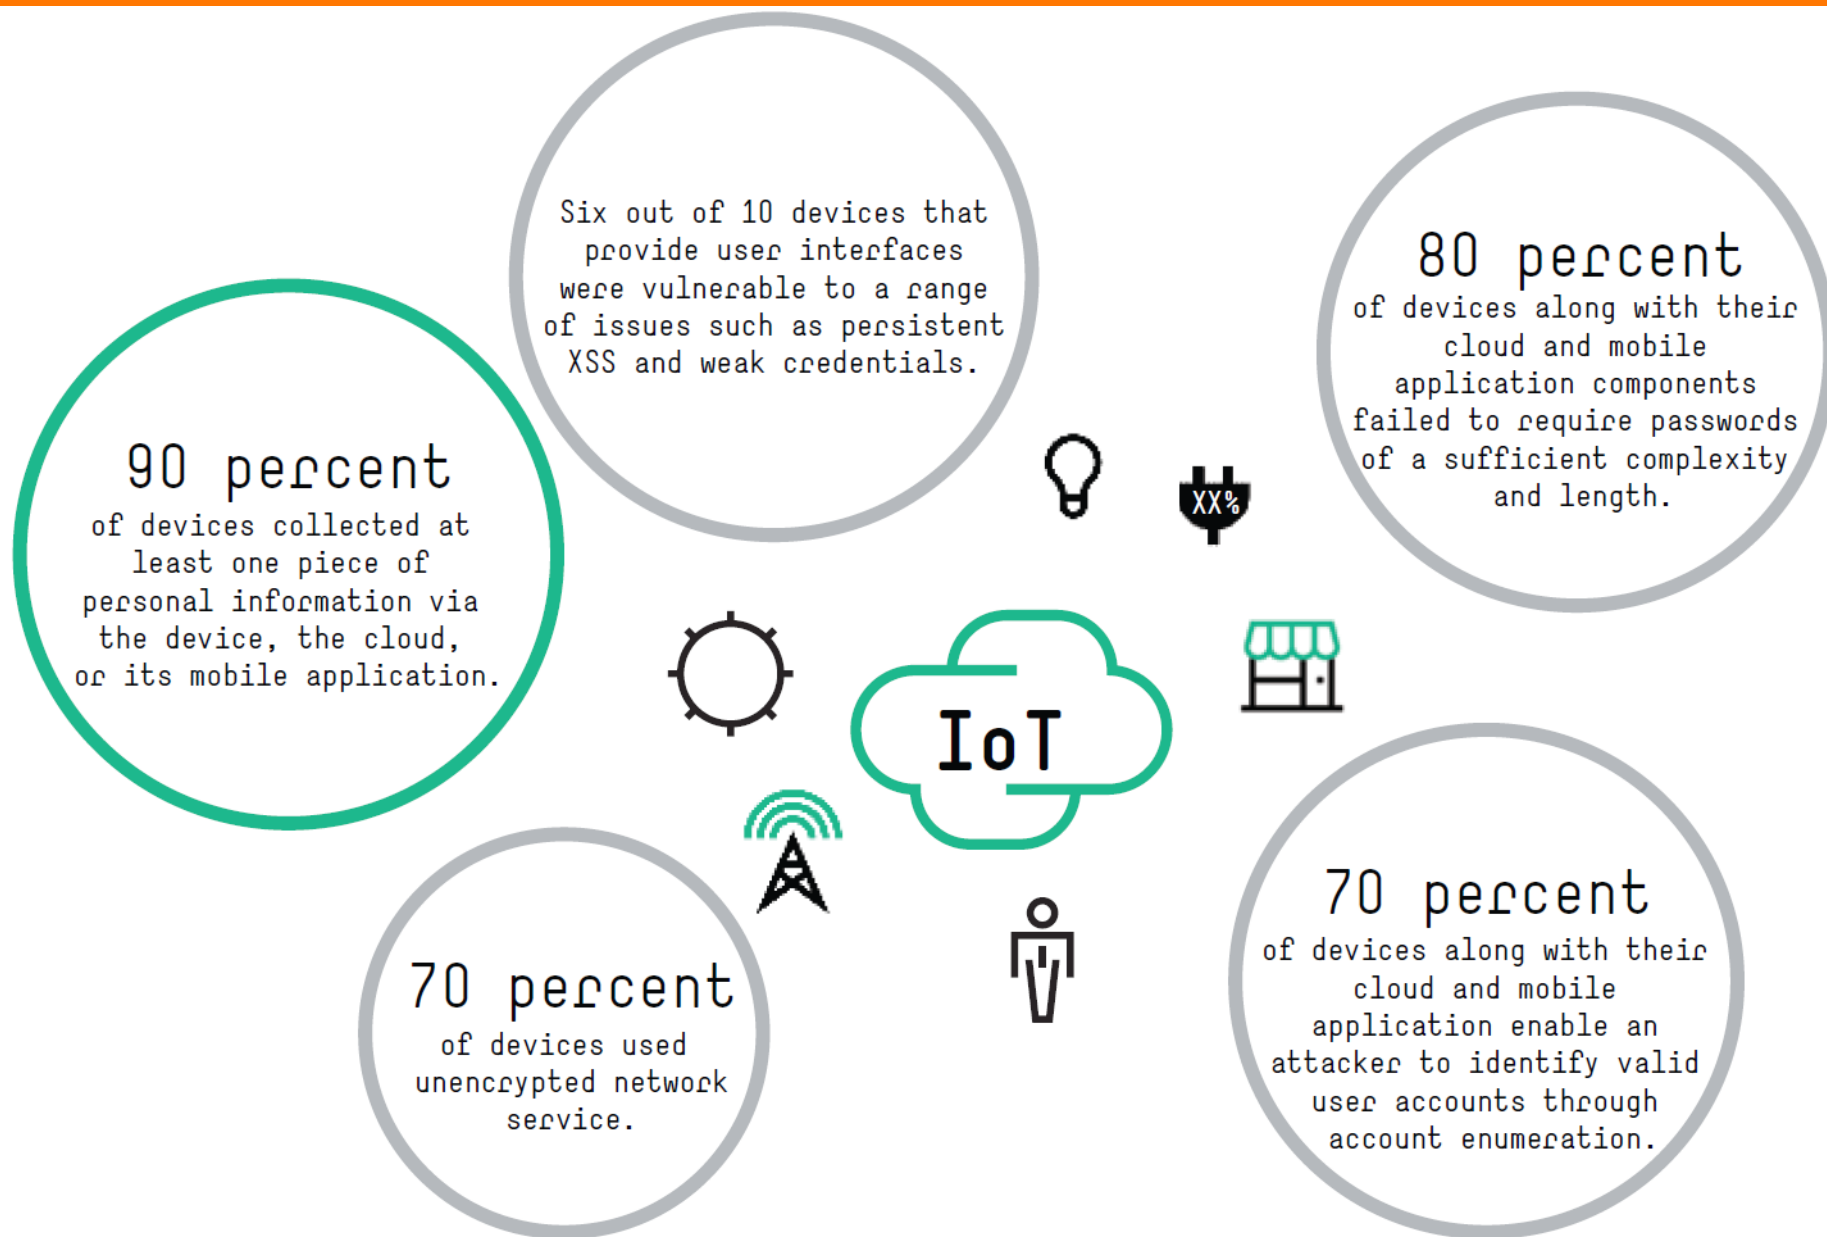 Six out of 10 devices that
provide user interfaces
were vulnerable to a range
of issues such as persistent
XSS and weak credentials.
80 percent
of devices along with their
cloud and mobile
application components
failed to require passwords
of a sufficient complexity
and length.
90 percent
of devices collected at
least one piece of
personal information via
the device, the cloud,
or its mobile application.
XX%
IoT
70 percent
of devices used
unencrypted network
service.
70 percent
of devices along with their
cloud and mobile
application enable an
attacker to identify valid
user accounts through
account enumeration.